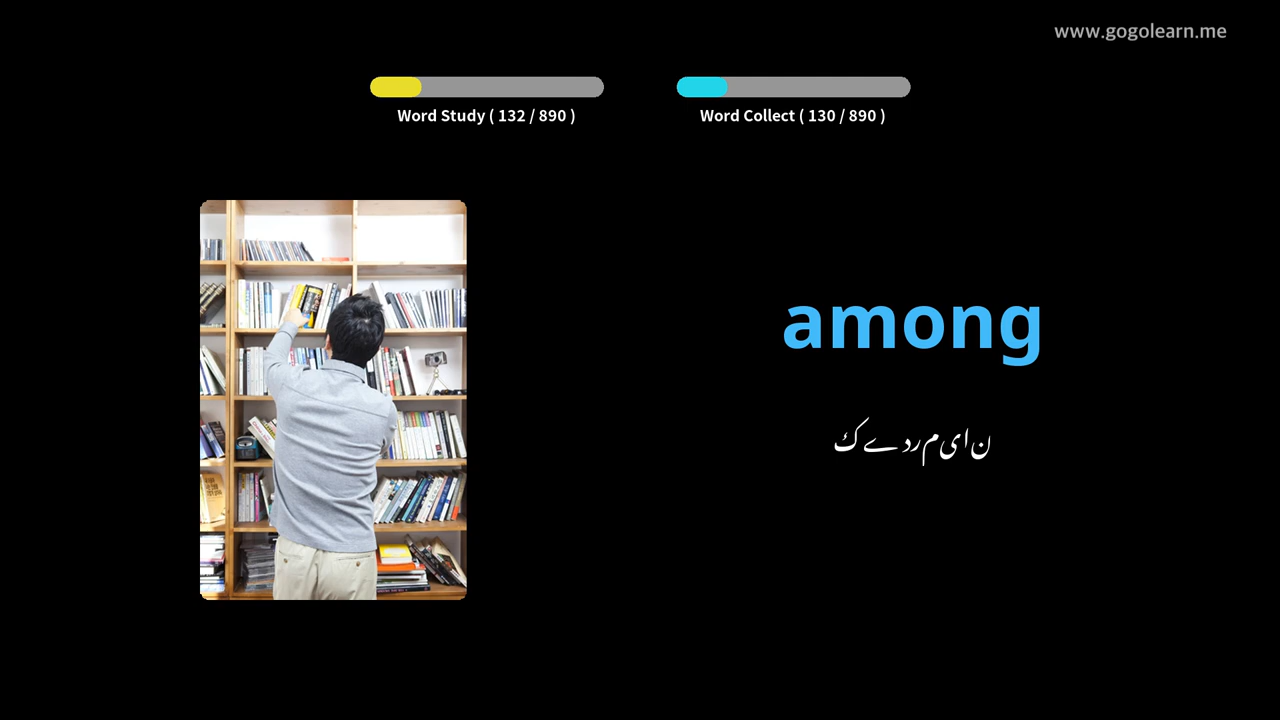 www.gogolearn.me
Word Study ( 132 / 890 )
Word Collect ( 130 / 890 )
among
کے درمیان